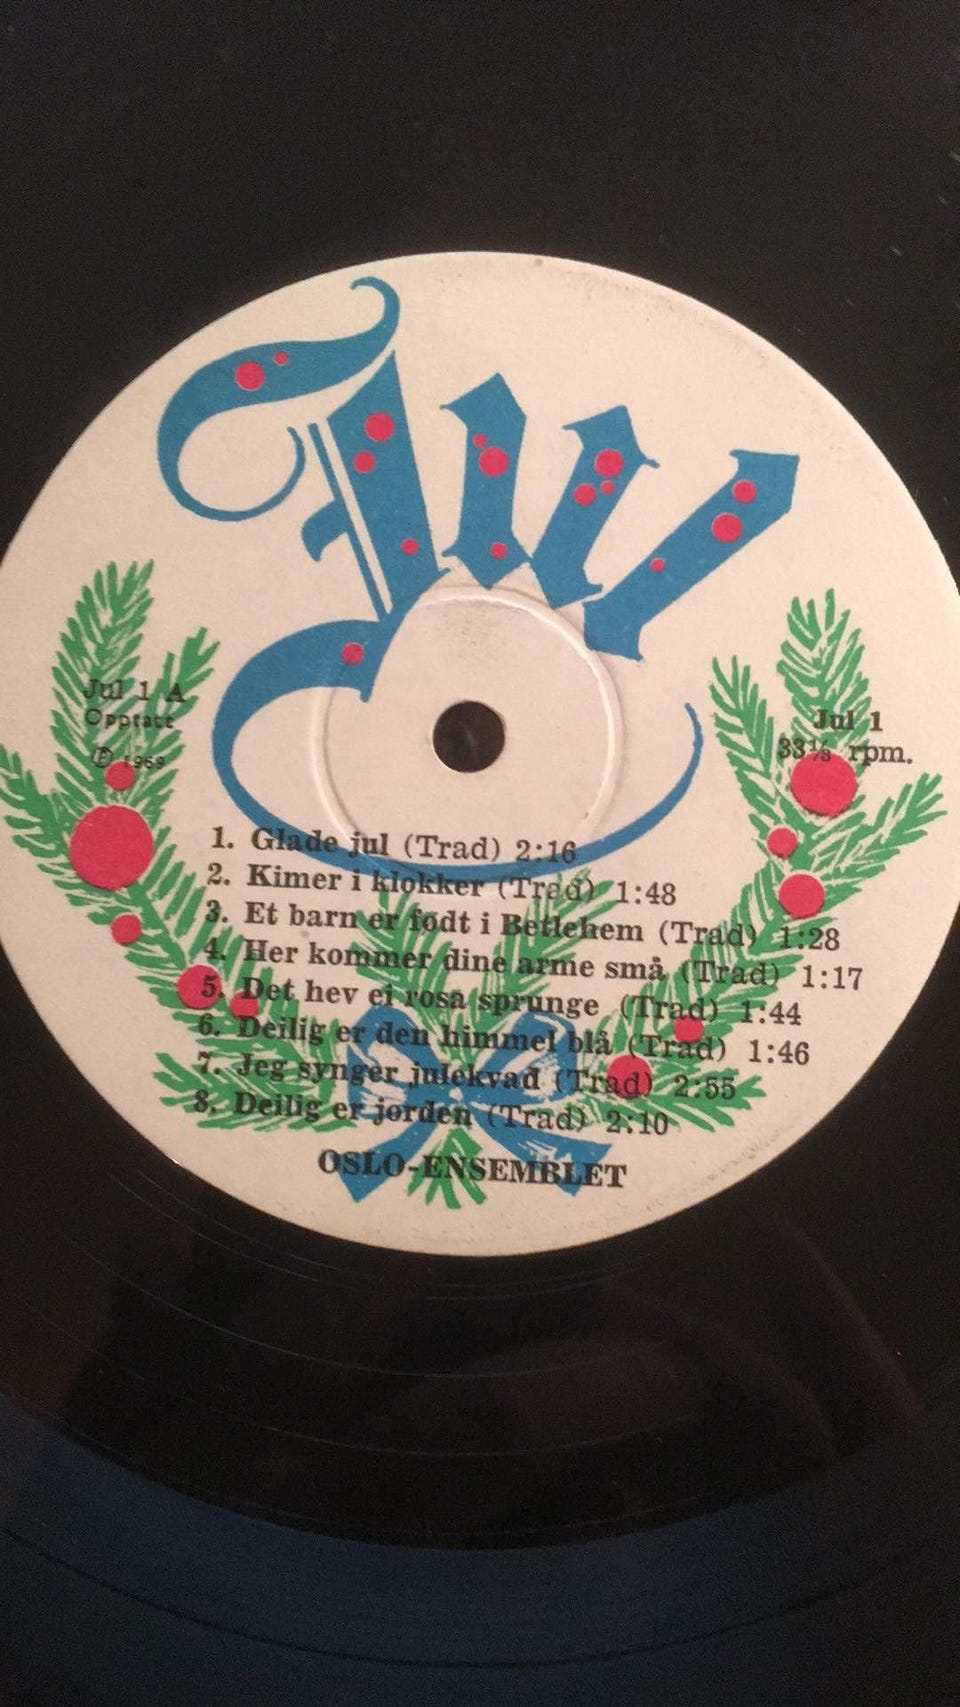 Jul
Jul 1 A
Opptatt
Ⓟ 1969
Jul 1
33⅓ rpm.
1. Glade jul (Trad) 2:16
2. Kimer i klokker (Trad) 1:48
3. Et barn er født i Betlehem (Trad) 1:28
4. Her kommer dine arme små (Trad) 1:17
5. Det hev ei rosa sprunge (Trad) 1:44
6. Deilig er den himmel blå (Trad) 1:46
7. Jeg synger julekvad (Trad) 2:55
8. Deilig er jorden (Trad) 2:10
OSLO-ENSEMBLET